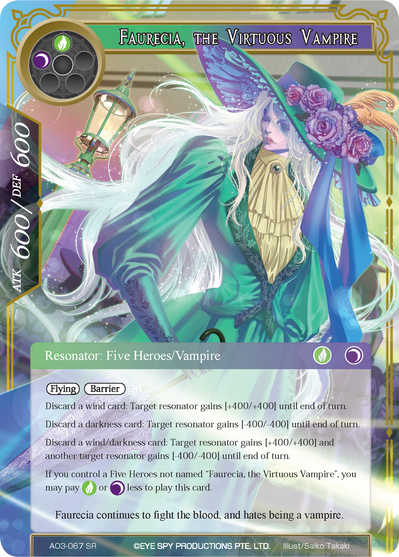 Faurecia, the Virtuous Vampire
ATK 600/DEF 600
Resonator: Five Heroes/Vampire
Flying Barrier
Discard a wind card: Target resonator gains [+400/+400] until end of turn.
Discard a darkness card: Target resonator gains [-400/-400] until end of turn.
Discard a wind/darkness card: Target resonator gains [+400/+400] and
another target resonator gains [-400/-400] until end of turn.
If you control a Five Heroes not named "Faurecia, the Virtuous Vampire", you
may pay or less to play this card.
Faurecia continues to fight the blood, and hates being a vampire.
A03-067 SR ©EYE SPY PRODUCTIONS PTE. LTD. Illust/Saiko Takaki